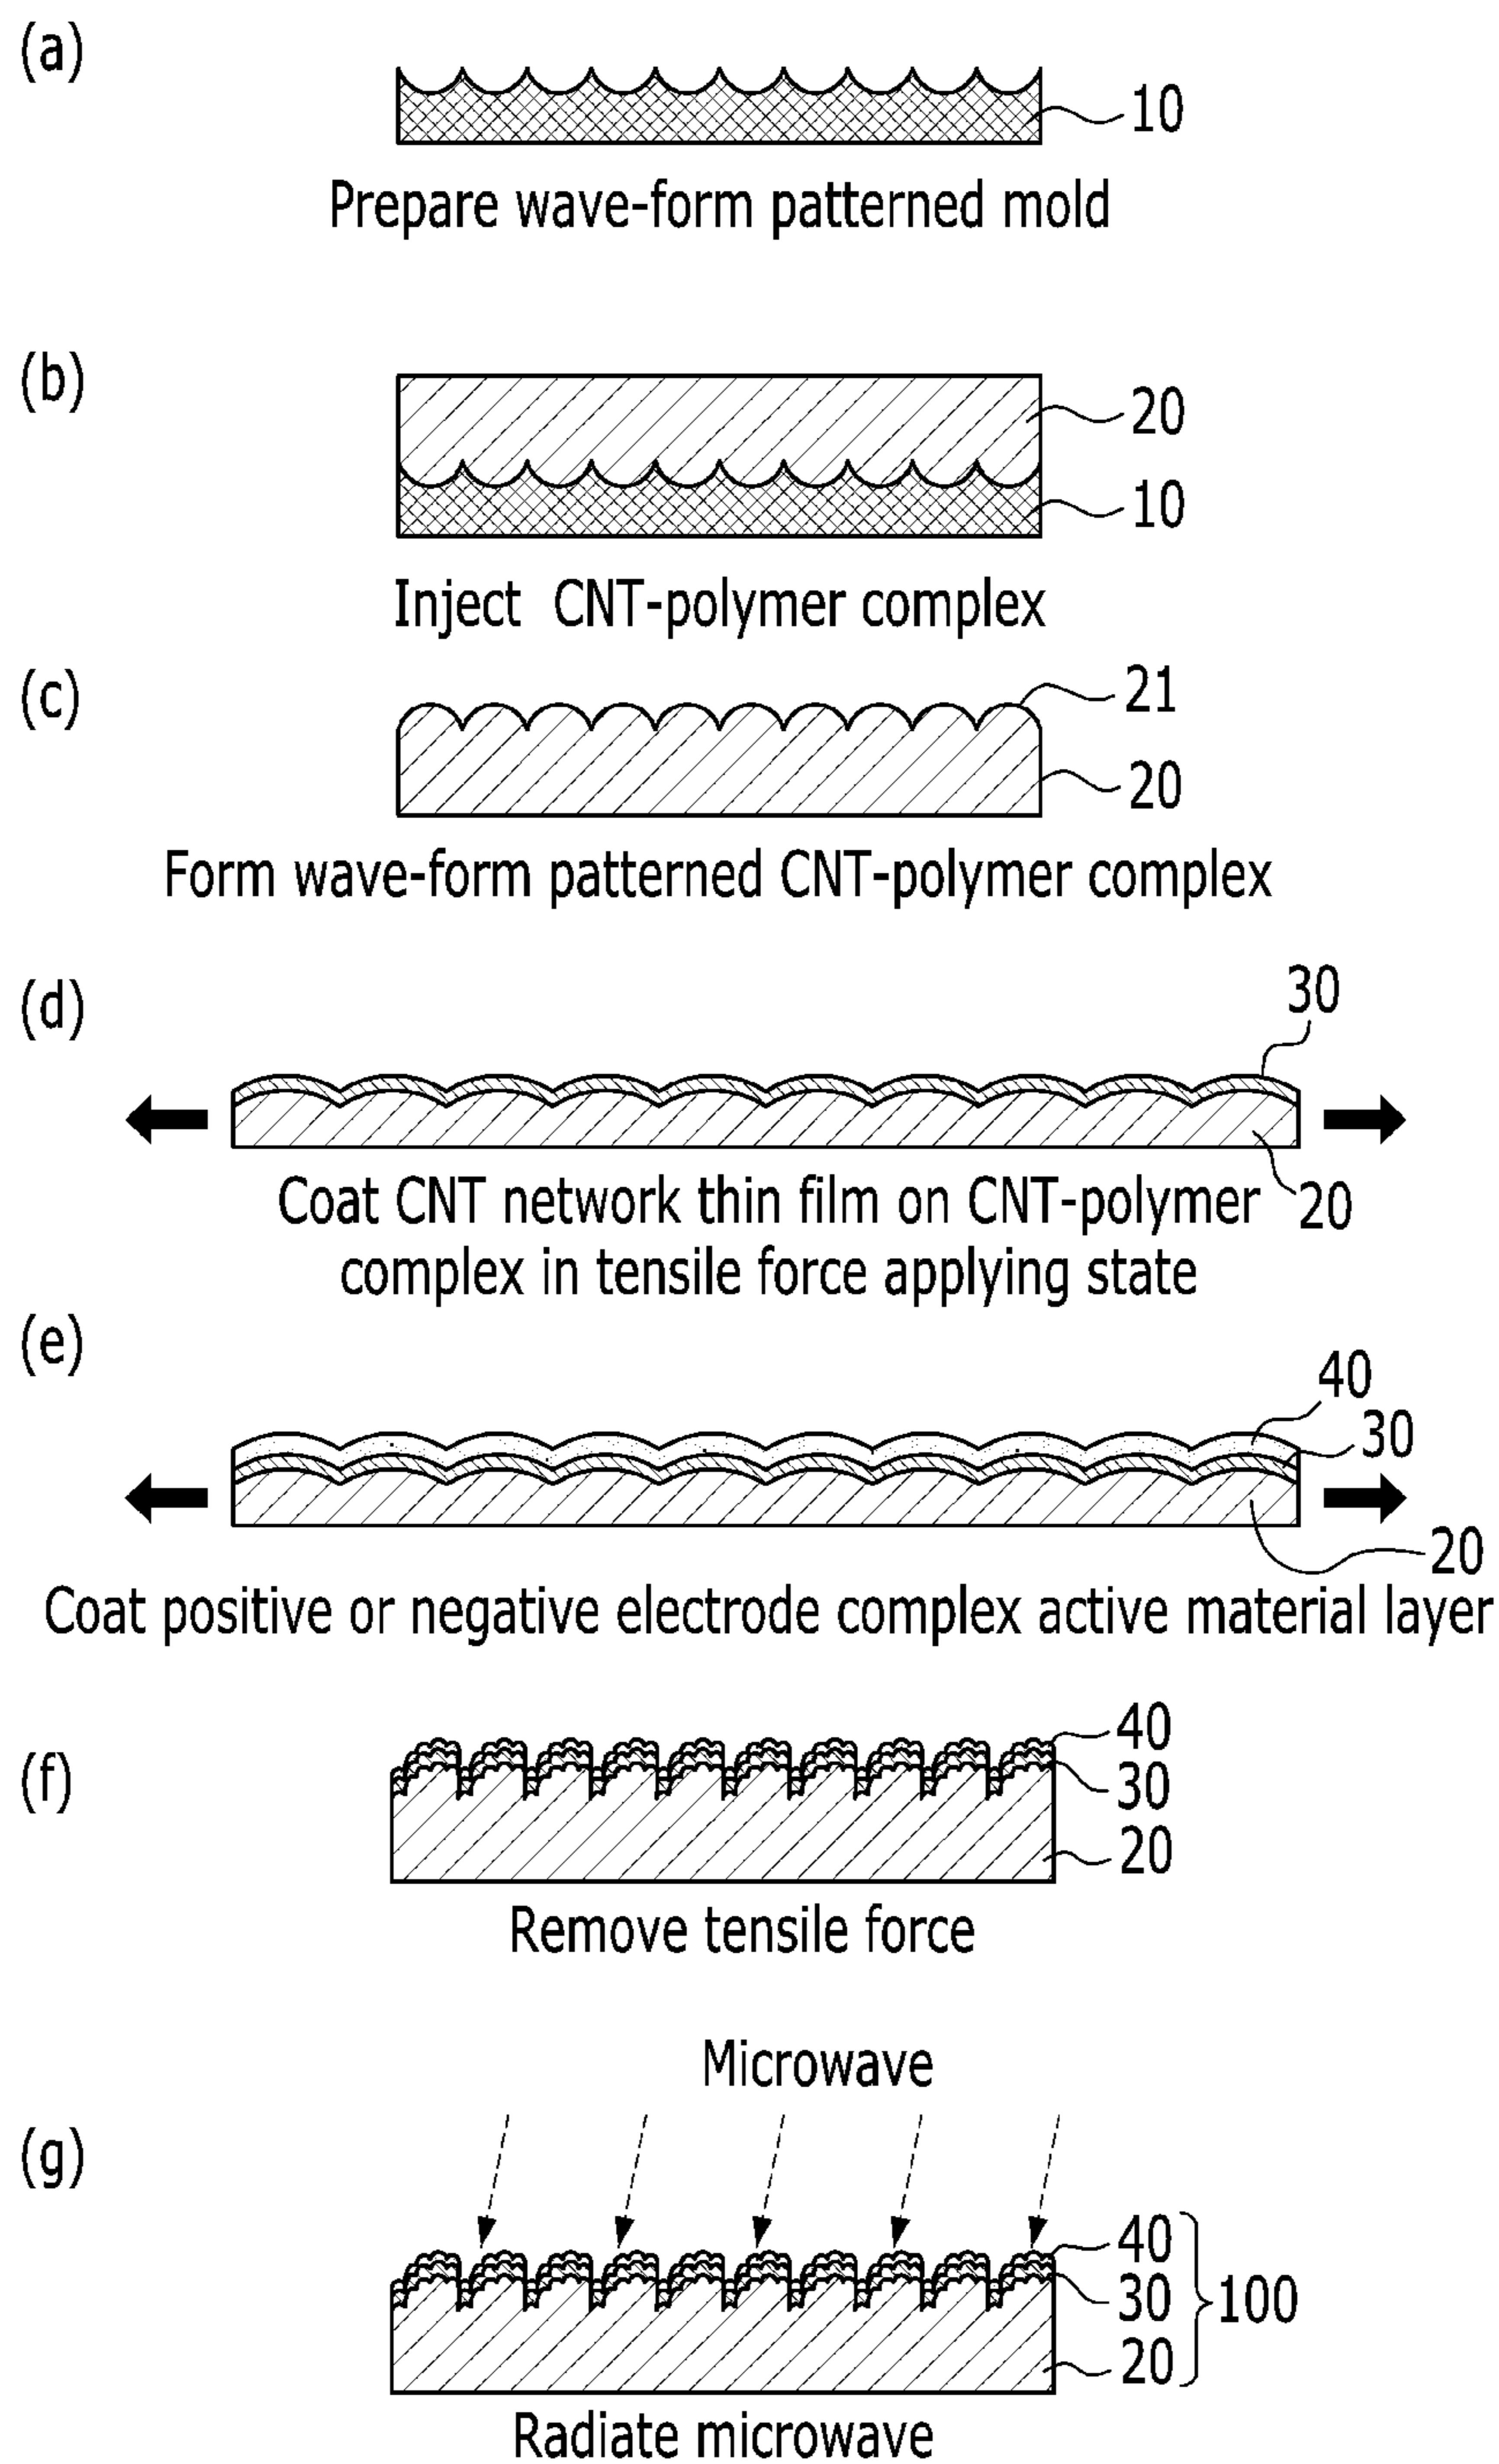 (a)
10
Prepare wave-form patterned mold
(b)
20
10
Inject CNT-polymer complex
(c)
21
20
Form wave-form patterned CNT-polymer complex
(d)
30
Coat CNT network thin film on CNT-polymer 20
complex in tensile force applying state
(e)
40
30
20
Coat positive or negative electrode complex active material layer
(f)
40
30
20
Remove tensile force
Microwave
(g)
40
30 100
20
Radiate microwave